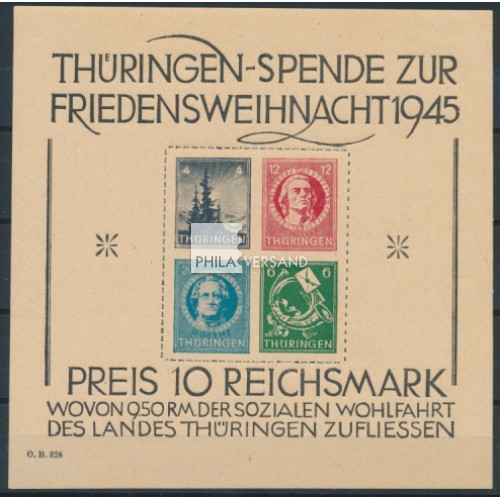 THÜRINGEN-SPENDE ZUR
FRIEDENSWEIHNACHT 1945
4
THÜRINGEN
12 12
THÜRINGEN
PHILA VERSAND
THÜRINGEN
6 6
THÜRINGEN
PREIS 10 REICHSMARK
WOVON 9.50 RM. DER SOZIALEN WOHLFAHRT
DES LANDES THÜRINGEN ZUFLIESSEN
O. B. 826